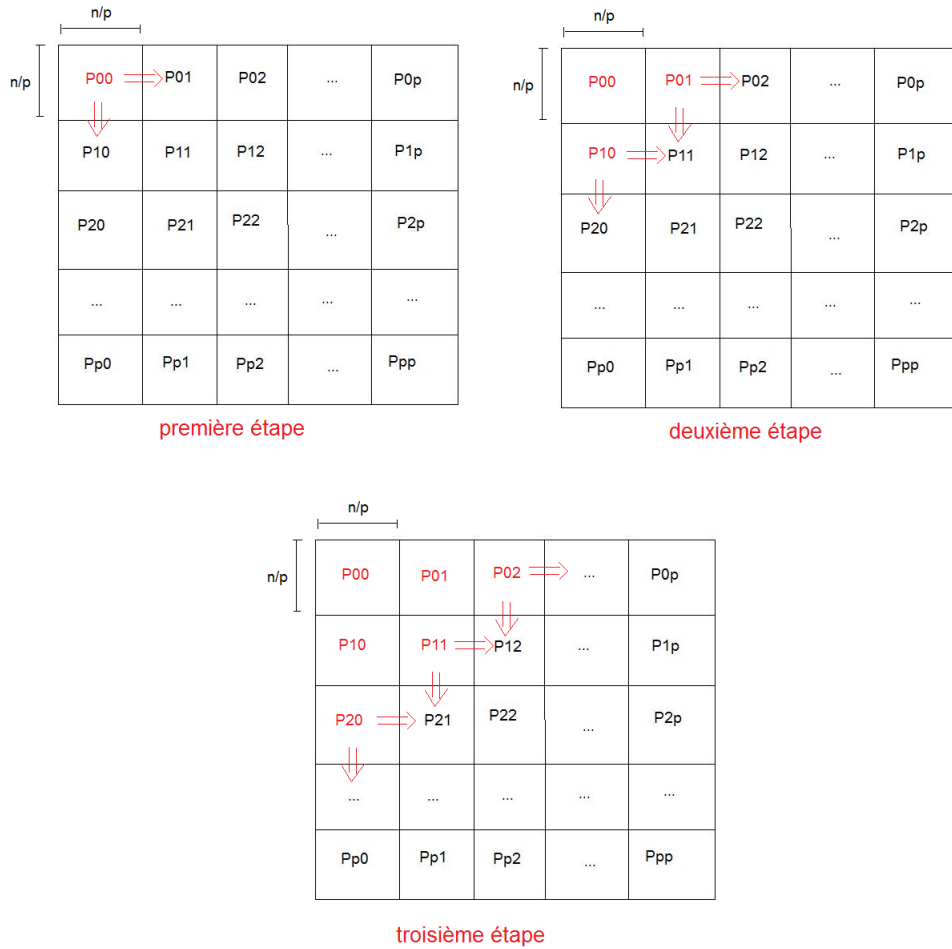 n/p
n/p
P00 P01 P02 ... P0p
P10 P11 P12 ... P1p
P20 P21 P22 ... P2p
... ... ... ... ...
Pp0 Pp1 Pp2 ... Ppp
première étape
n/p
n/p
P00 P01 P02 ... P0p
P10 P11 P12 ... P1p
P20 P21 P22 ... P2p
... ... ... ... ...
Pp0 Pp1 Pp2 ... Ppp
deuxième étape
n/p
n/p
P00 P01 P02 ... P0p
P10 P11 P12 ... P1p
P20 P21 P22 ... P2p
... ... ... ... ...
Pp0 Pp1 Pp2 ... Ppp
troisième étape